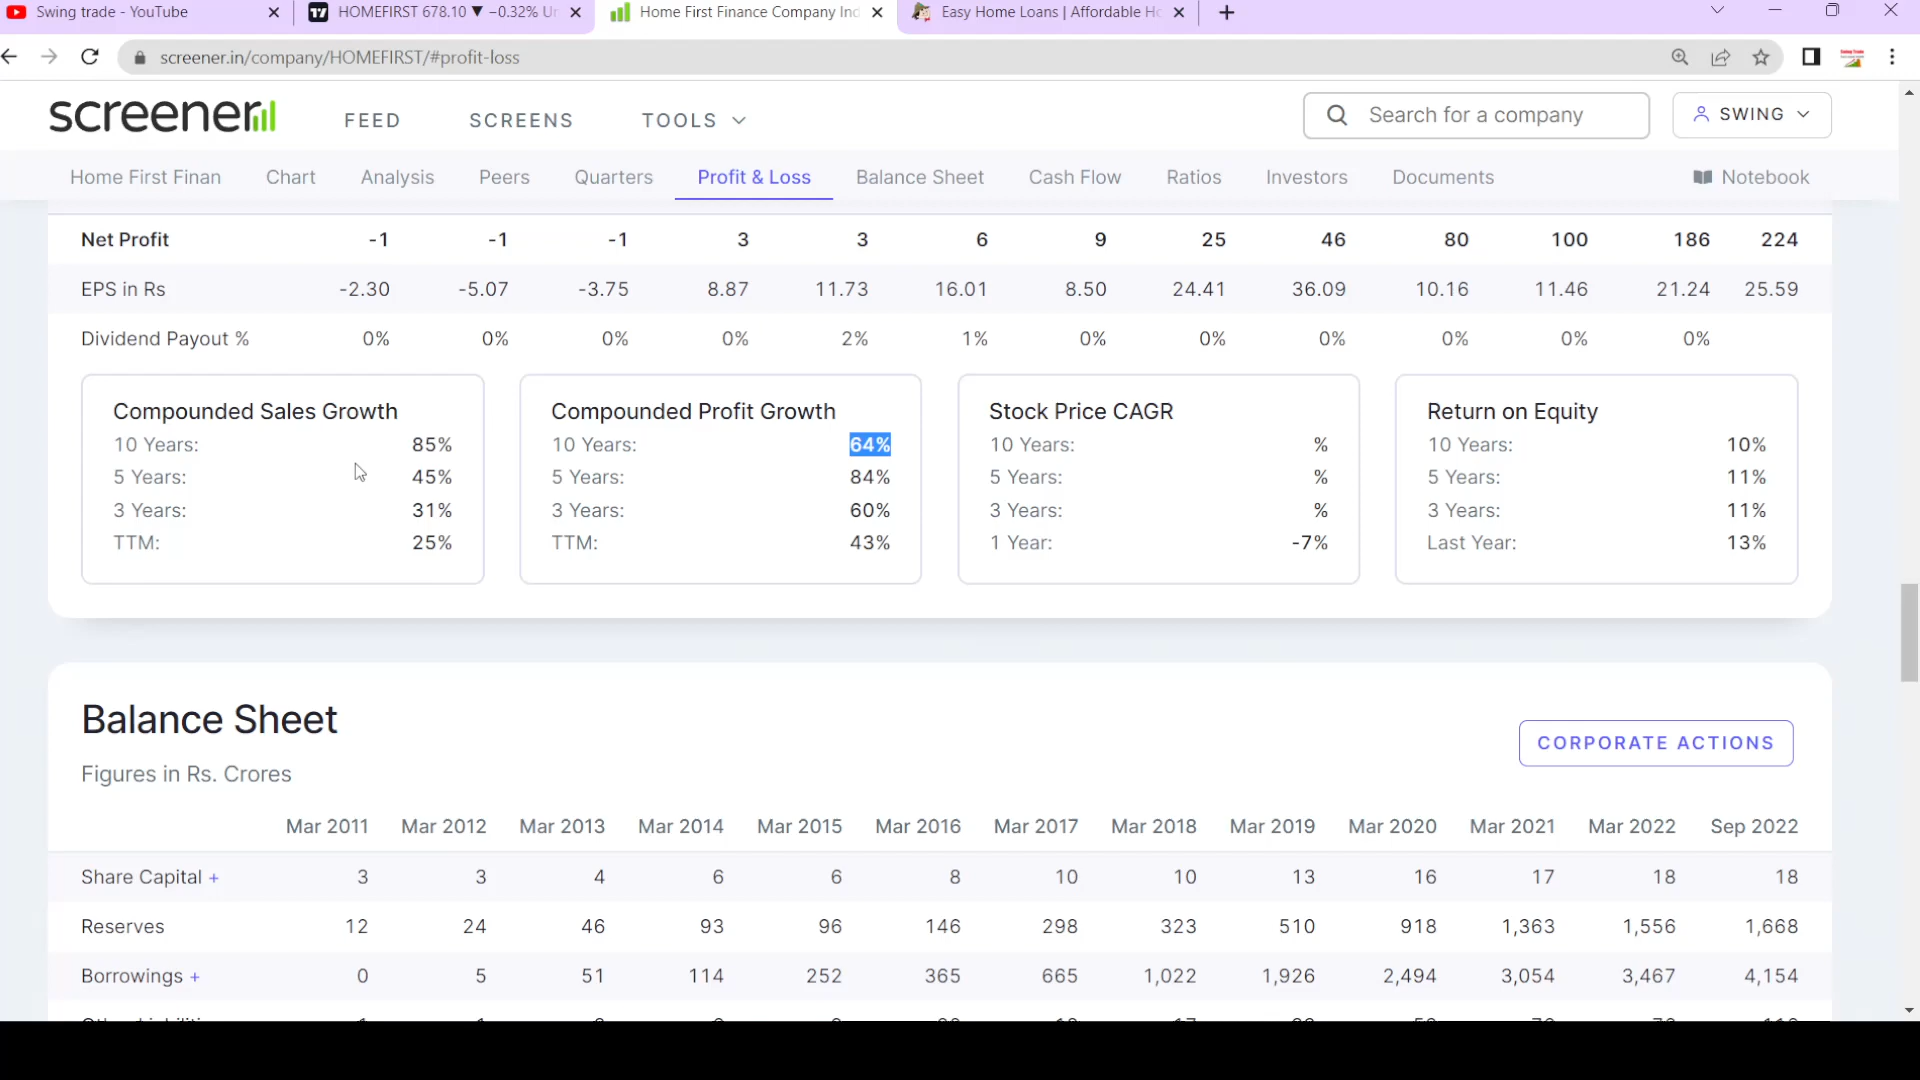 Swing trade - YouTube
HOMEFIRST 678.10 ▼ −0.32% Un
Home First Finance Company Ind
Easy Home Loans | Affordable Ho
screener.in/company/HOMEFIRST/#profit-loss
screener
FEED
SCREENS
TOOLS
Search for a company
SWING
Home First Finan
Chart
Analysis
Peers
Quarters
Profit & Loss
Balance Sheet
Cash Flow
Ratios
Investors
Documents
Notebook
Net Profit -1 -1 -1 3 3 6 9 25 46 80 100 186 224
EPS in Rs -2.30 -5.07 -3.75 8.87 11.73 16.01 8.50 24.41 36.09 10.16 11.46 21.24 25.59
Dividend Payout % 0% 0% 0% 0% 2% 1% 0% 0% 0% 0% 0% 0%
Compounded Sales Growth
10 Years: 85%
5 Years: 45%
3 Years: 31%
TTM: 25%
Compounded Profit Growth
10 Years: 64%
5 Years: 84%
3 Years: 60%
TTM: 43%
Stock Price CAGR
10 Years: %
5 Years: %
3 Years: %
1 Year: -7%
Return on Equity
10 Years: 10%
5 Years: 11%
3 Years: 11%
Last Year: 13%
Balance Sheet
CORPORATE ACTIONS
Figures in Rs. Crores
Mar 2011 Mar 2012 Mar 2013 Mar 2014 Mar 2015 Mar 2016 Mar 2017 Mar 2018 Mar 2019 Mar 2020 Mar 2021 Mar 2022 Sep 2022
Share Capital + 3 3 4 6 6 8 10 10 13 16 17 18 18
Reserves 12 24 46 93 96 146 298 323 510 918 1,363 1,556 1,668
Borrowings + 0 5 51 114 252 365 665 1,022 1,926 2,494 3,054 3,467 4,154